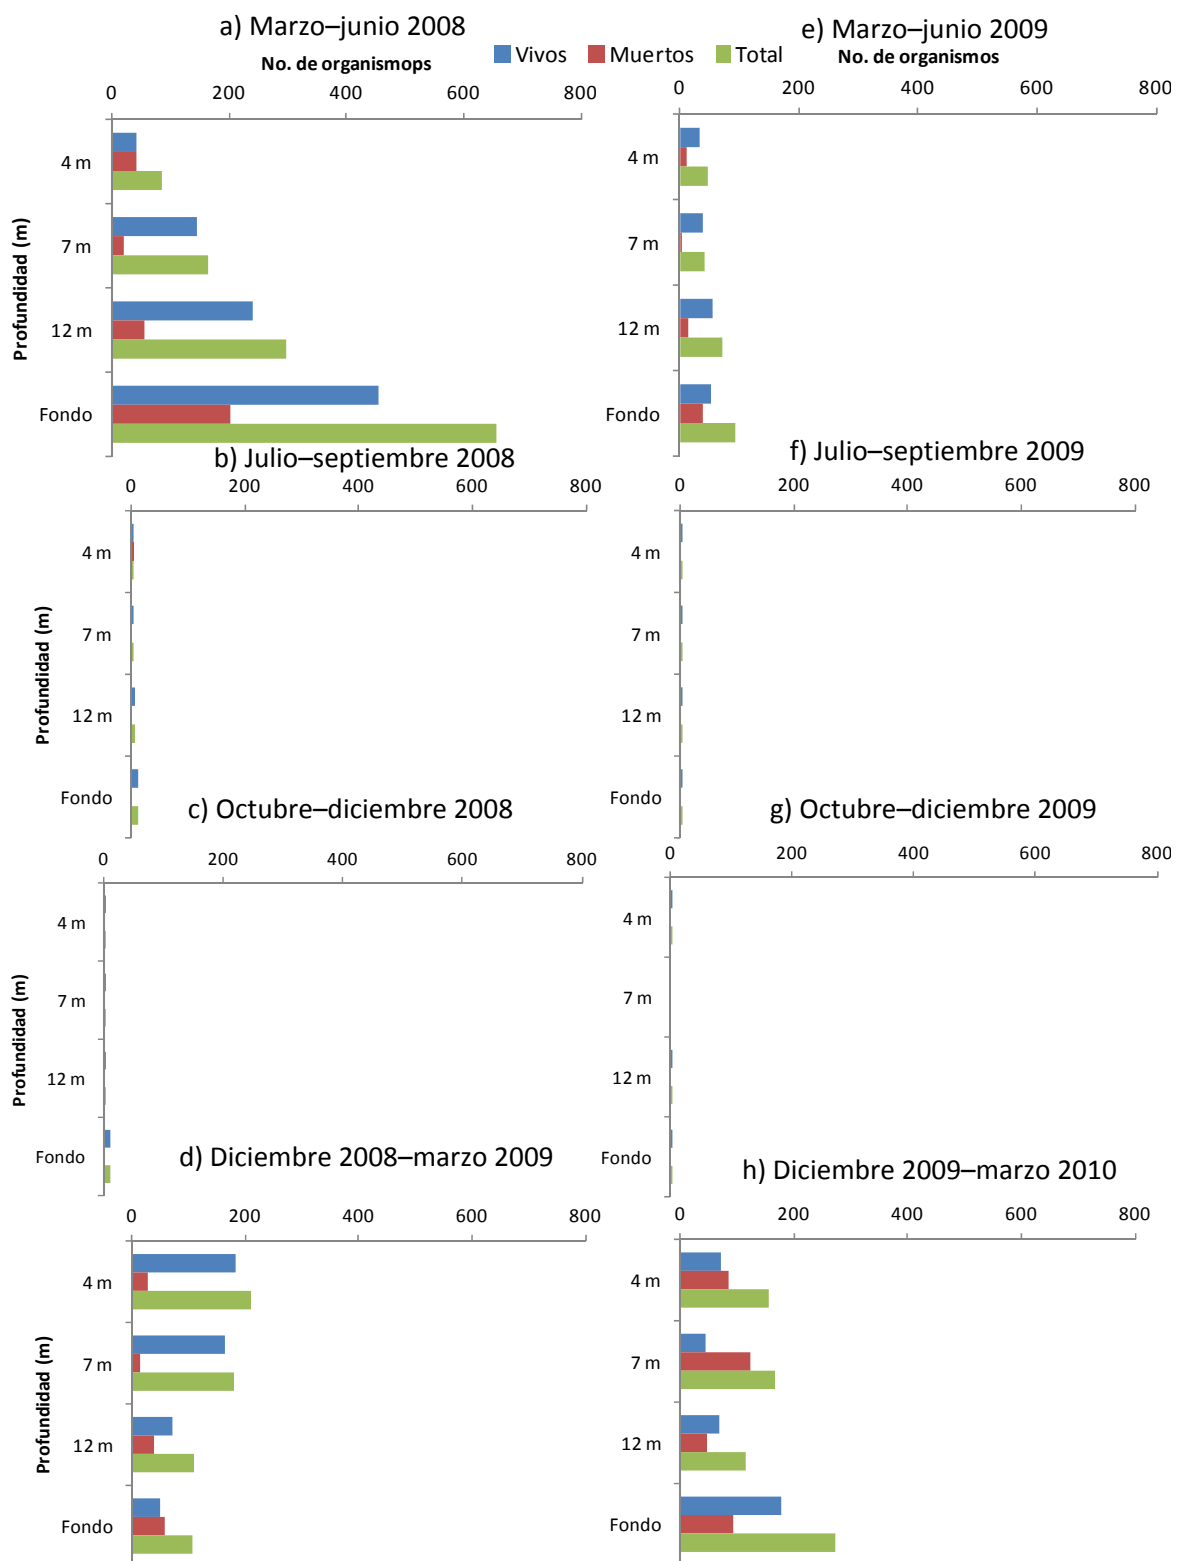 a) Marzo–junio 2008
e) Marzo–junio 2009
Vivos Muertos Total
No. de organismops
No. de organismos
0 200 400 600 800
0 200 400 600 800
Profundidad (m)
4 m
7 m
12 m
Fondo
4 m
7 m
12 m
Fondo
b) Julio–septiembre 2008
f) Julio–septiembre 2009
0 200 400 600 800
0 200 400 600 800
Profundidad (m)
4 m
7 m
12 m
Fondo
4 m
7 m
12 m
Fondo
c) Octubre–diciembre 2008
g) Octubre–diciembre 2009
0 200 400 600 800
0 200 400 600 800
Profundidad (m)
4 m
7 m
12 m
Fondo
4 m
7 m
12 m
Fondo
d) Diciembre 2008–marzo 2009
h) Diciembre 2009–marzo 2010
0 200 400 600 800
0 200 400 600 800
Profundidad (m)
4 m
7 m
12 m
Fondo
4 m
7 m
12 m
Fondo